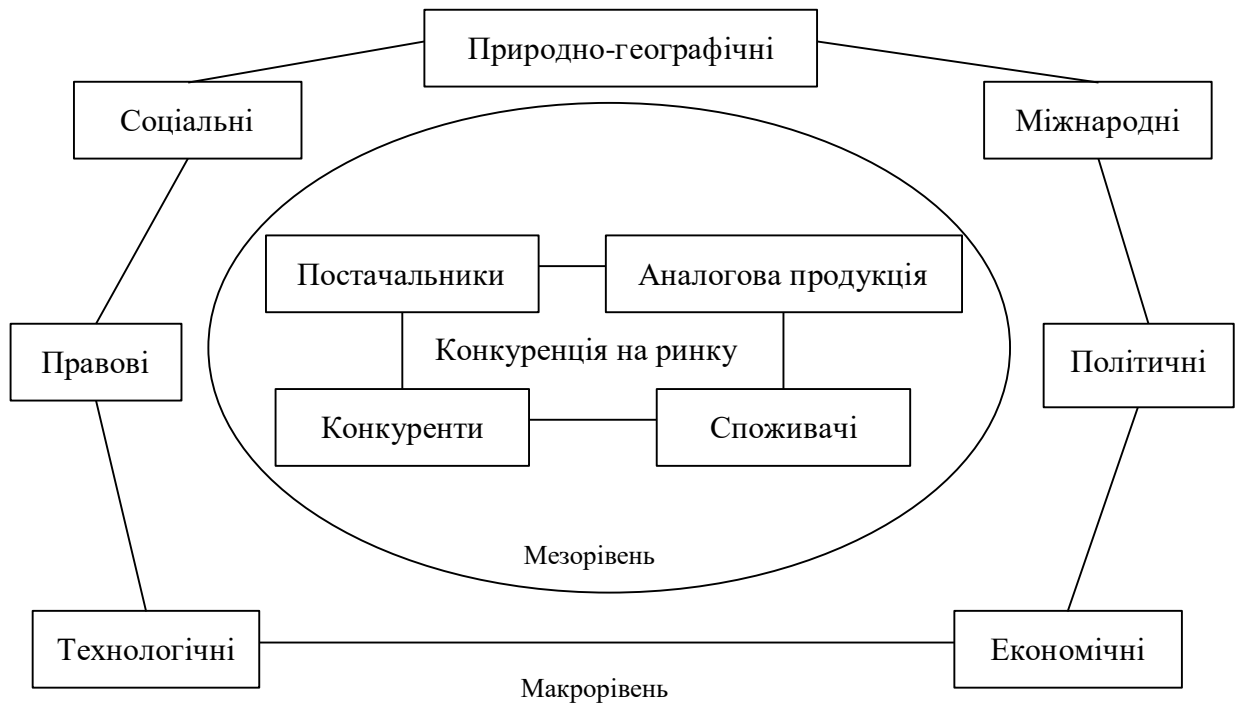 Природно-географічні
Соціальні
Міжнародні
Постачальники
Аналогова продукція
Конкуренція на ринку
Правові
Політичні
Конкуренти
Споживачі
Мезорівень
Технологічні
Економічні
Макрорівень